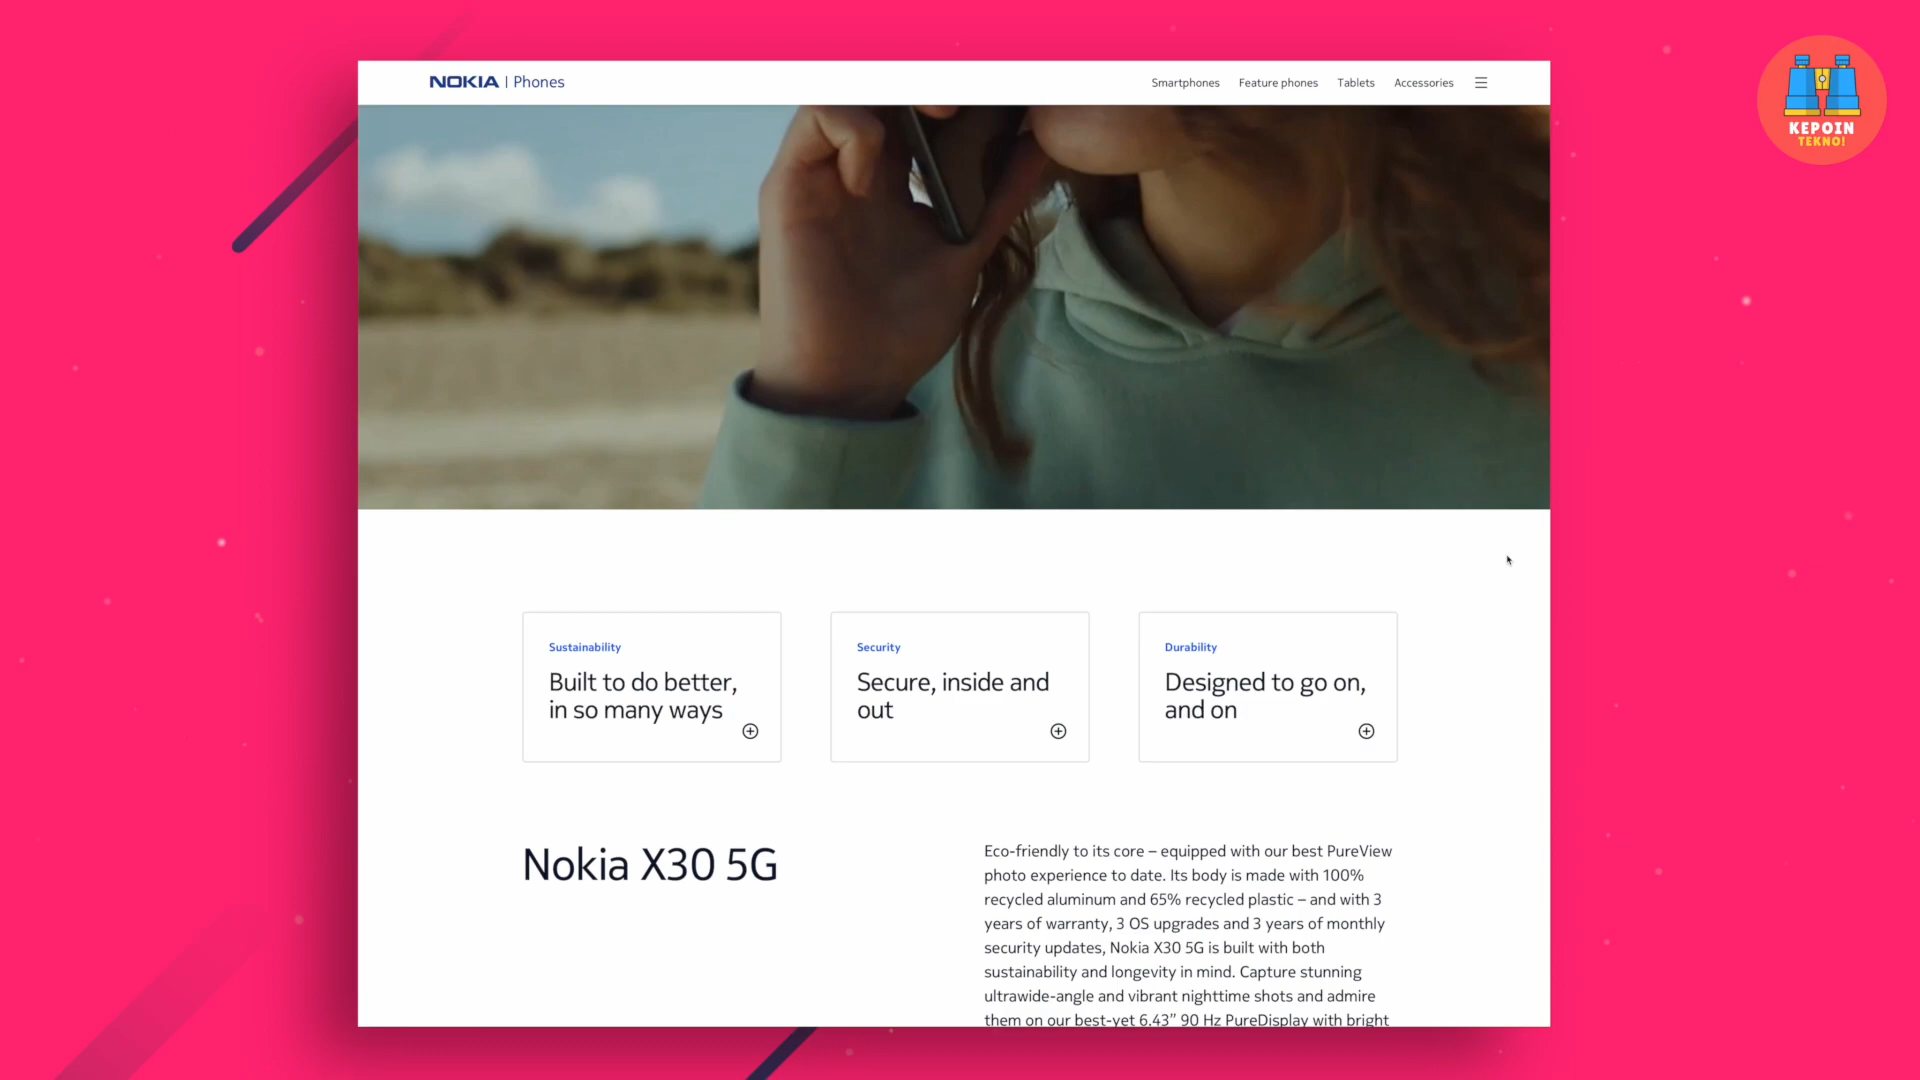 NOKIA | Phones
Smartphones Feature phones Tablets Accessories
KEPOIN
TEKNO!
Sustainability
Built to do better,
in so many ways
Security
Secure, inside and
out
Durability
Designed to go on,
and on
Nokia X30 5G
Eco-friendly to its core – equipped with our best PureView
photo experience to date. Its body is made with 100%
recycled aluminum and 65% recycled plastic – and with 3
years of warranty, 3 OS upgrades and 3 years of monthly
security updates, Nokia X30 5G is built with both
sustainability and longevity in mind. Capture stunning
ultrawide-angle and vibrant nighttime shots and admire
them on our best-yet 6.43” 90 Hz PureDisplay with bright